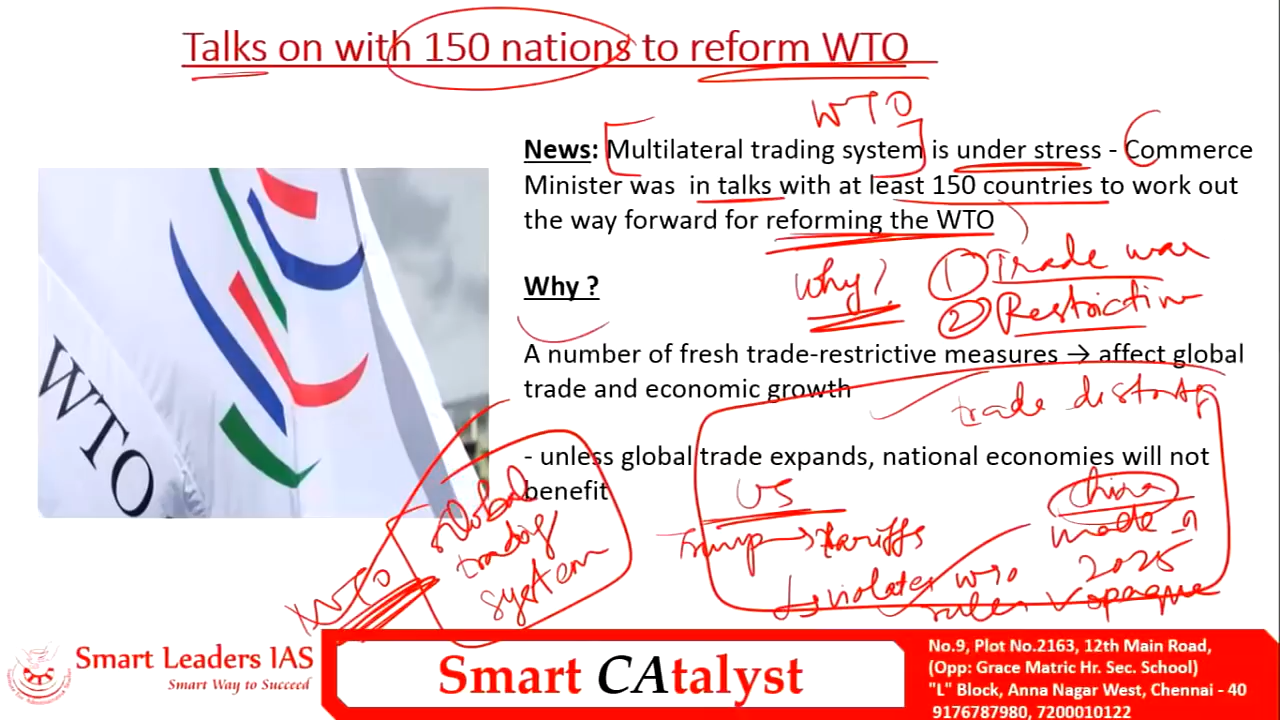 Talks on with 150 nations to reform WTO
WTO
News: Multilateral trading system is under stress - Commerce
Minister was in talks with at least 150 countries to work out
the way forward for reforming the WTO
Why?
① Trade war
② Restrictive
Why ?
A number of fresh trade-restrictive measures → affect global
trade and economic growth
trade distorting
- unless global trade expands, national economies will not
benefit
US
Trump → tariffs
↳ violates WTO
rules
China
made in
2025
opaque
Global
trading
system
WTO
WTO
Smart Leaders IAS
Smart Way to Succeed
Smart CAtalyst
No.9, Plot No.2163, 12th Main Road,
(Opp: Grace Matric Hr. Sec. School)
"L" Block, Anna Nagar West, Chennai - 40
9176787980, 7200010122